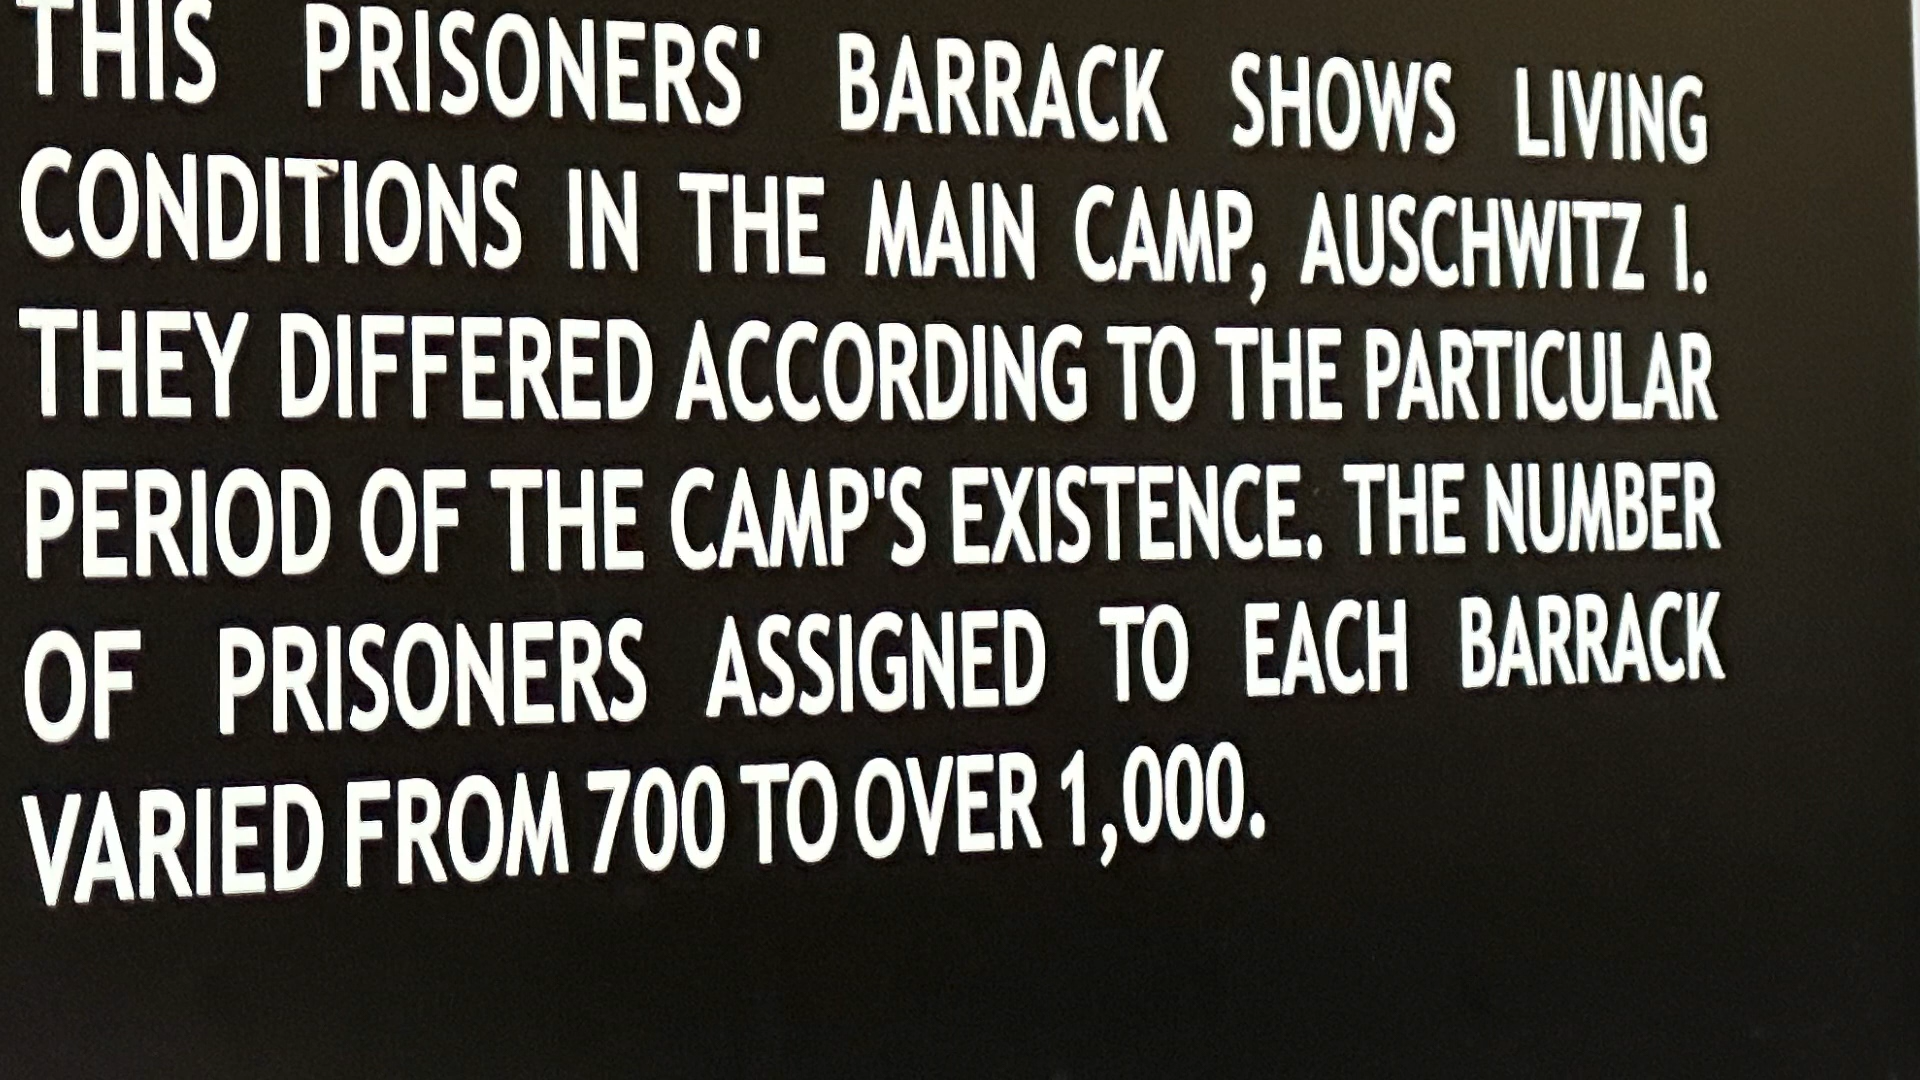 THIS PRISONERS' BARRACK SHOWS LIVING
CONDITIONS IN THE MAIN CAMP, AUSCHWITZ I.
THEY DIFFERED ACCORDING TO THE PARTICULAR
PERIOD OF THE CAMP'S EXISTENCE. THE NUMBER
OF PRISONERS ASSIGNED TO EACH BARRACK
VARIED FROM 700 TO OVER 1,000.